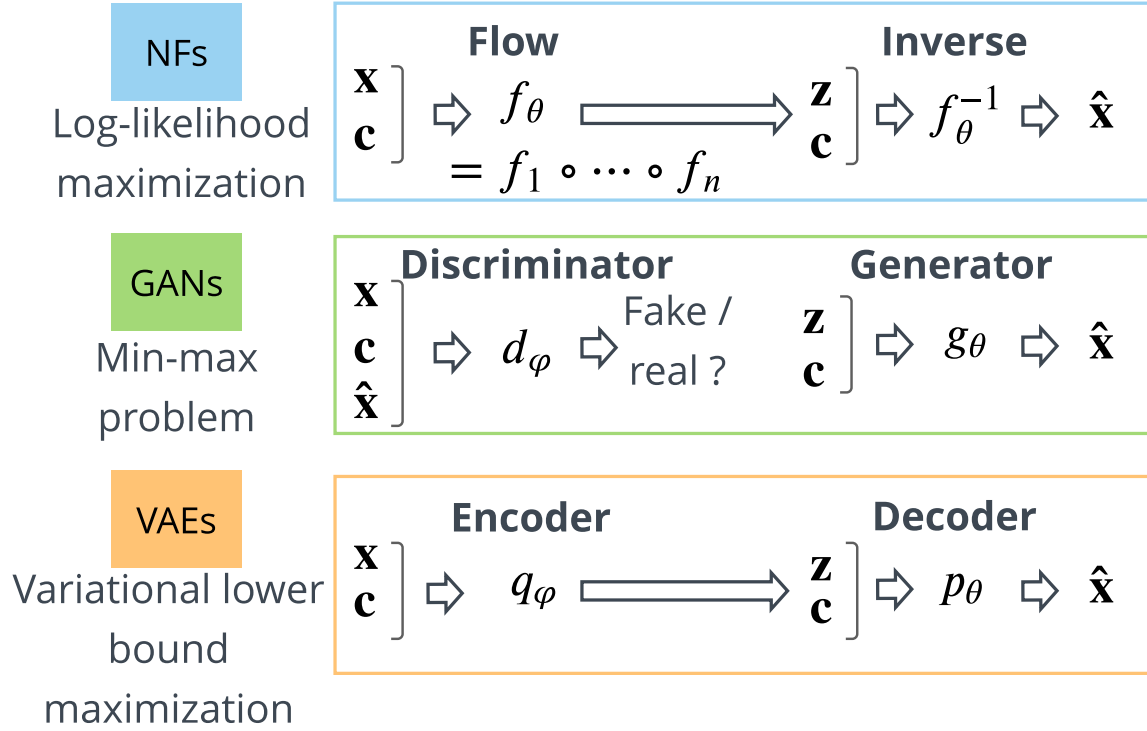 NFs
Log-likelihood
maximization
Flow
Inverse
x
c
f_θ
= f_1 ∘ ⋯ ∘ f_n
z
c
f_θ^{-1}
x̂
GANs
Min-max
problem
Discriminator
Generator
x
c
x̂
d_φ
Fake /
real ?
z
c
g_θ
x̂
VAEs
Variational lower
bound
maximization
Encoder
Decoder
x
c
q_φ
z
c
p_θ
x̂